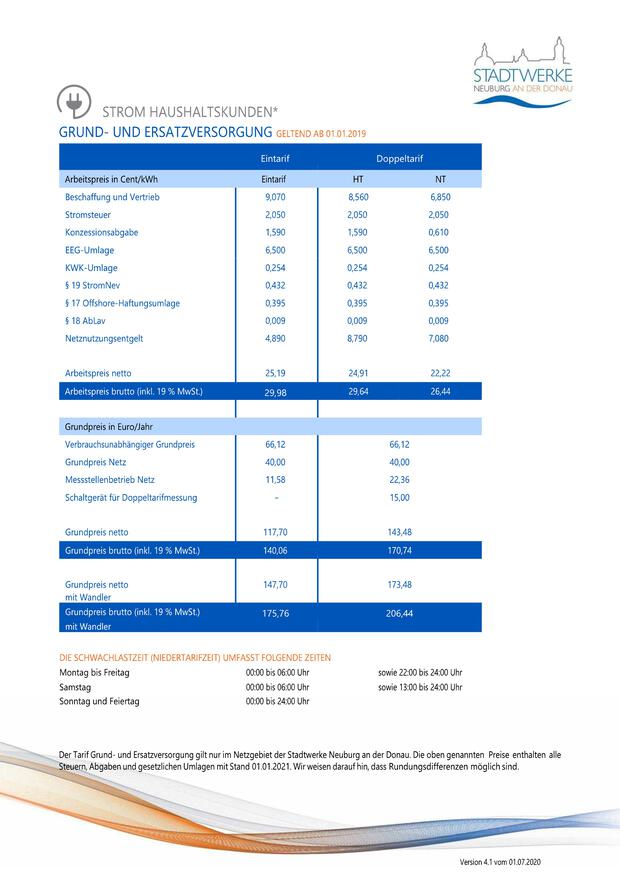 STADTWERKE
NEUBURG AN DER DONAU
STROM HAUSHALTSKUNDEN*
GRUND- UND ERSATZVERSORGUNG GELTEND AB 01.01.2019
Eintarif Doppeltarif
Arbeitspreis in Cent/kWh Eintarif HT NT
Beschaffung und Vertrieb 9,070 8,560 6,850
Stromsteuer 2,050 2,050 2,050
Konzessionsabgabe 1,590 1,590 0,610
EEG-Umlage 6,500 6,500 6,500
KWK-Umlage 0,254 0,254 0,254
§ 19 StromNev 0,432 0,432 0,432
§ 17 Offshore-Haftungsumlage 0,395 0,395 0,395
§ 18 AbLav 0,009 0,009 0,009
Netznutzungsentgelt 4,890 8,790 7,080
Arbeitspreis netto 25,19 24,91 22,22
Arbeitspreis brutto (inkl. 19 % MwSt.) 29,98 29,64 26,44
Grundpreis in Euro/Jahr
Verbrauchsunabhängiger Grundpreis 66,12 66,12
Grundpreis Netz 40,00 40,00
Messstellenbetrieb Netz 11,58 22,36
Schaltgerät für Doppeltarifmessung – 15,00
Grundpreis netto 117,70 143,48
Grundpreis brutto (inkl. 19 % MwSt.) 140,06 170,74
Grundpreis netto 147,70 173,48
mit Wandler
Grundpreis brutto (inkl. 19 % MwSt.) 175,76 206,44
mit Wandler
DIE SCHWACHLASTZEIT (NIEDERTARIFZEIT) UMFASST FOLGENDE ZEITEN
Montag bis Freitag 00:00 bis 06:00 Uhr sowie 22:00 bis 24:00 Uhr
Samstag 00:00 bis 06:00 Uhr sowie 13:00 bis 24:00 Uhr
Sonntag und Feiertag 00:00 bis 24:00 Uhr
Der Tarif Grund- und Ersatzversorgung gilt nur im Netzgebiet der Stadtwerke Neuburg an der Donau. Die oben genannten Preise enthalten alle
Steuern, Abgaben und gesetzlichen Umlagen mit Stand 01.01.2021. Wir weisen darauf hin, dass Rundungsdifferenzen möglich sind.
Version 4.1 vom 01.07.2020